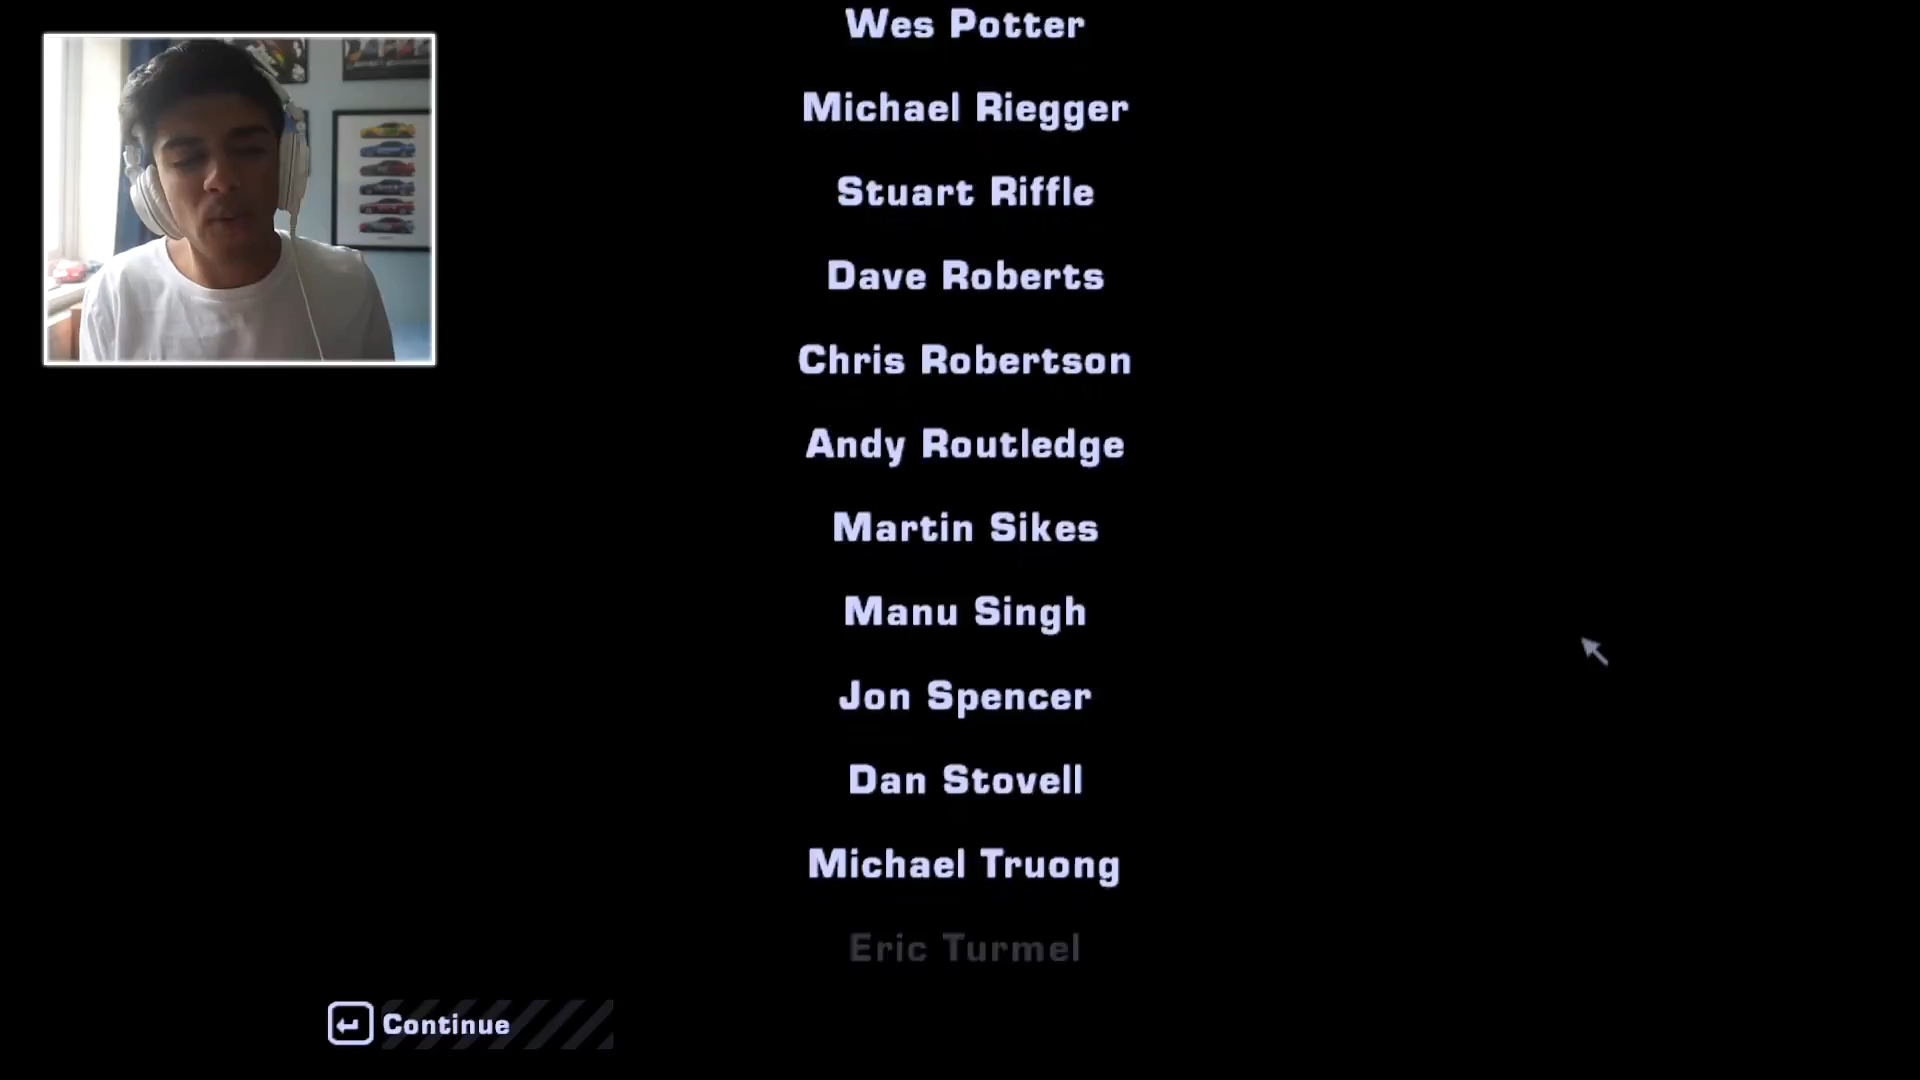 Wes Potter
Michael Riegger
Stuart Riffle
Dave Roberts
Chris Robertson
Andy Routledge
Martin Sikes
Manu Singh
Jon Spencer
Dan Stovell
Michael Truong
Eric Turmel
Continue